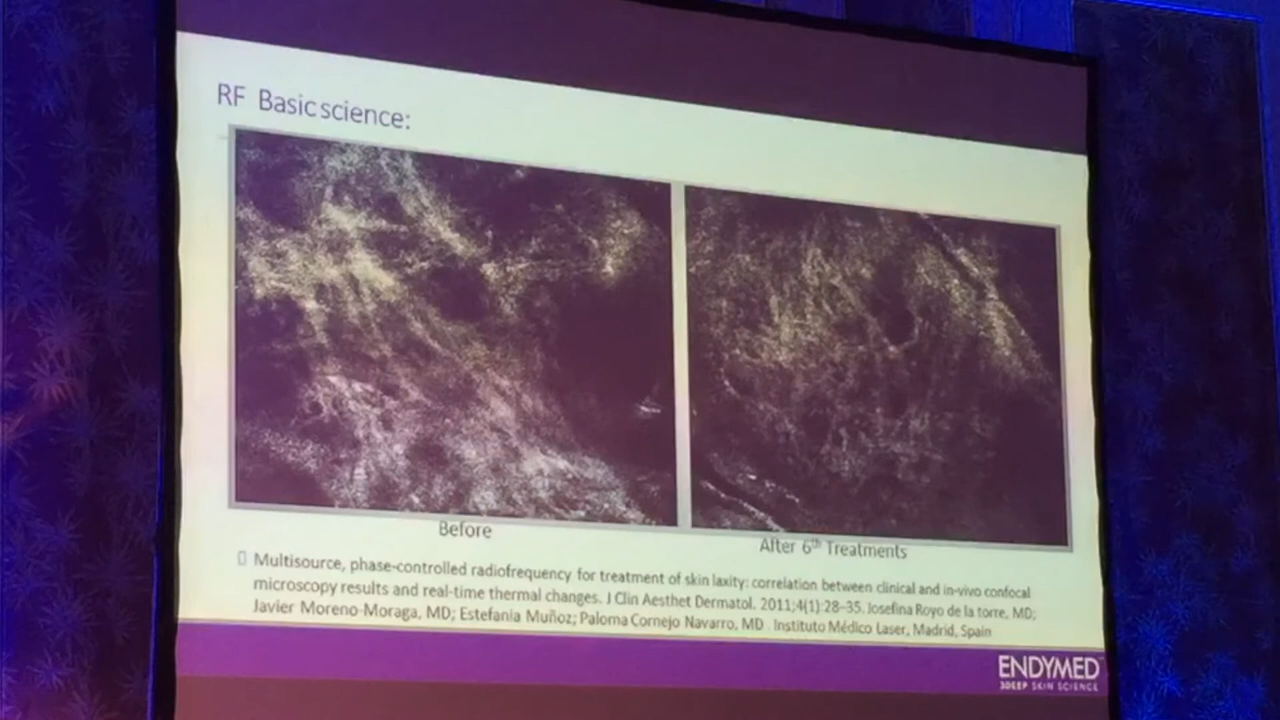 RF Basic science:
Before
After 6th Treatments
Multisource, phase-controlled radiofrequency for treatment of skin laxity: correlation between clinical and in-vivo confocal
microscopy results and real-time thermal changes. J Clin Aesthet Dermatol. 2011;4(1):28–35. Josefina Royo de la torre, MD;
Javier Moreno-Moraga, MD; Estefania Muñoz; Paloma Cornejo Navarro, MD Instituto Médico Laser, Madrid, Spain
ENDYMED
3DEEP SKIN SCIENCE